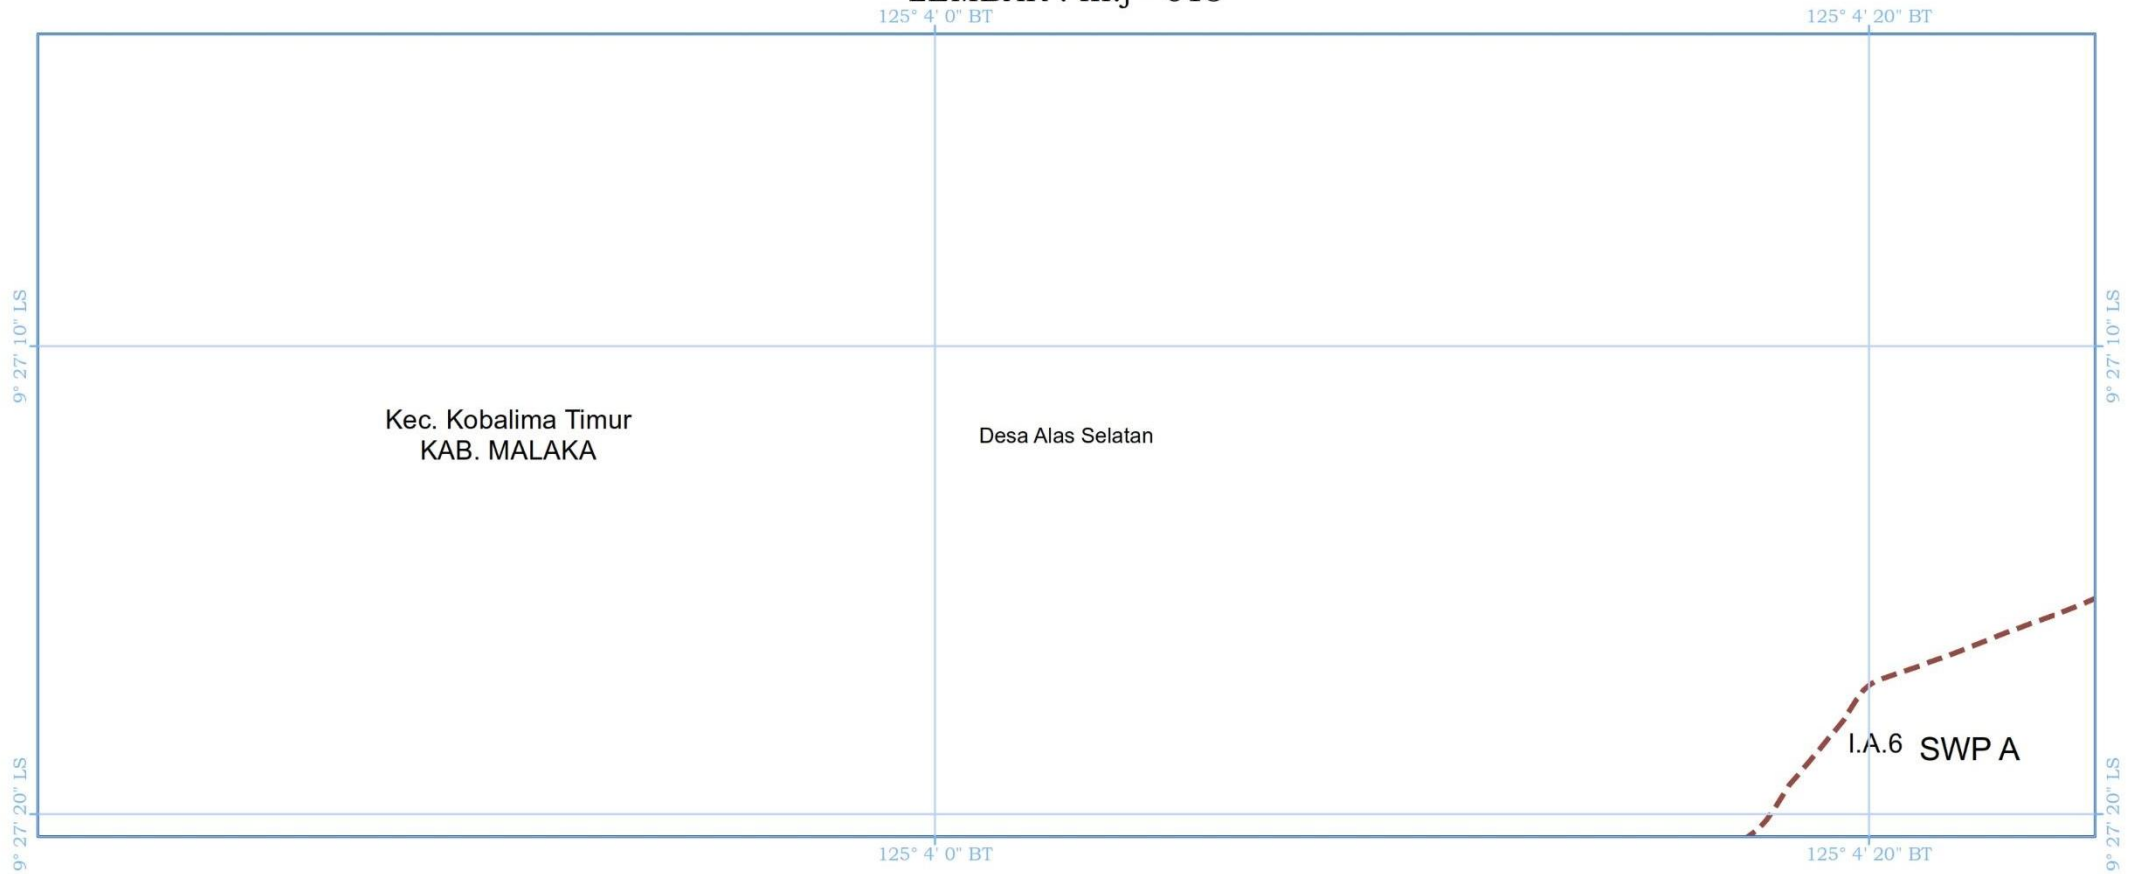 125° 4' 0" BT
125° 4' 20" BT
9° 27' 10" LS
9° 27' 10" LS
Kec. Kobalima Timur
KAB. MALAKA
Desa Alas Selatan
I.A.6 SWP A
9° 27' 20" LS
9° 27' 20" LS
125° 4' 0" BT
125° 4' 20" BT